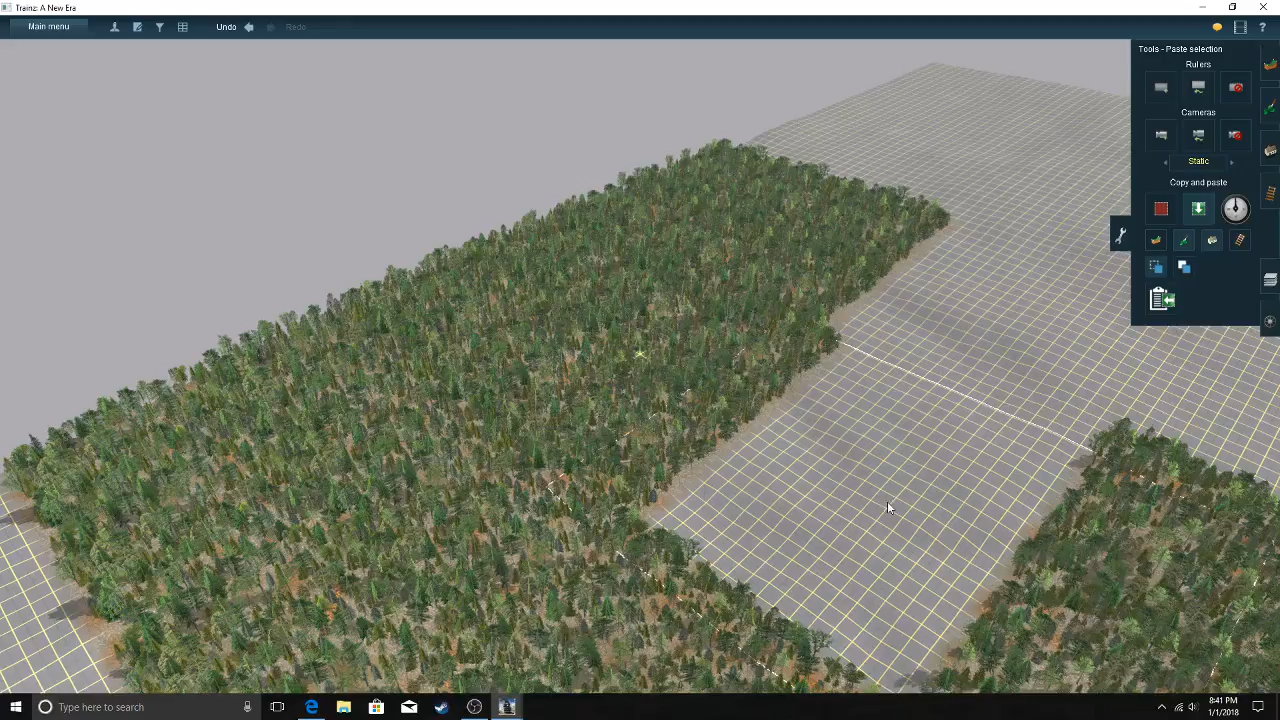 Trainz: A New Era
Main menu
Undo
Redo
Tools - Paste selection
Rulers
Cameras
Static
Copy and paste
Type here to search
8:41 PM
1/1/2018